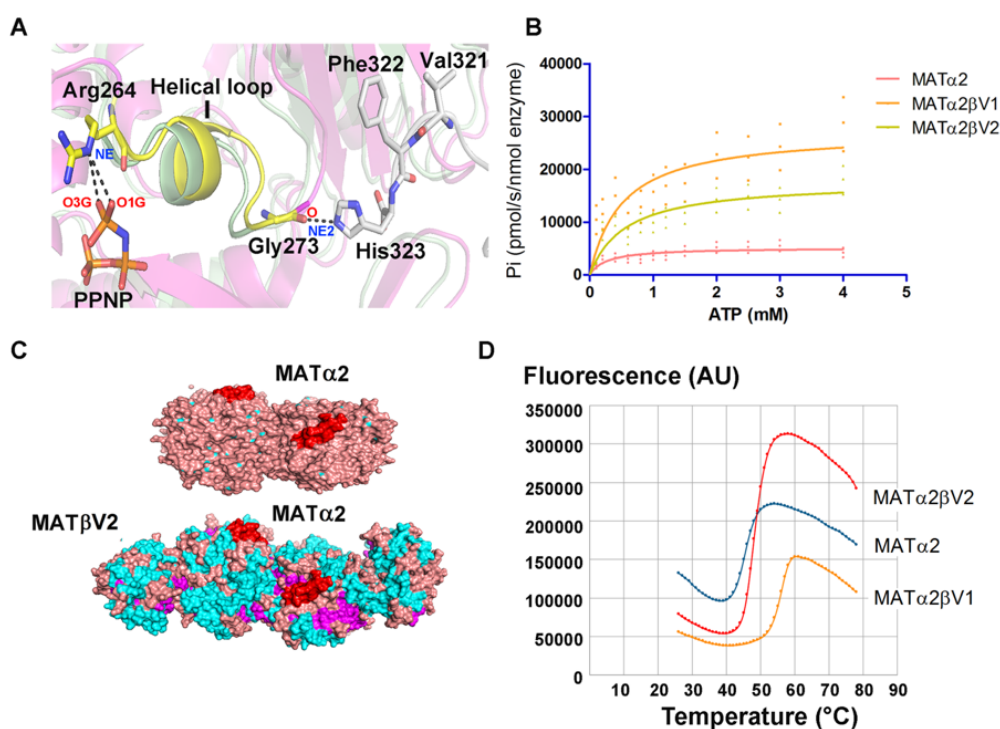 A
Phe322
Val321
Arg264
Helical loop
NE
O3G
O1G
O
NE2
Gly273
His323
PPNP
B
Pi (pmol/s/nmol enzyme)
40000
30000
20000
10000
0
0 1 2 3 4 5
ATP (mM)
MATα2
MATα2βV1
MATα2βV2
C
MATα2
MATβV2
MATα2
D
Fluorescence (AU)
350000
300000
250000
200000
150000
100000
50000
0
10 20 30 40 50 60 70 80 90
Temperature (°C)
MATα2βV2
MATα2
MATα2βV1